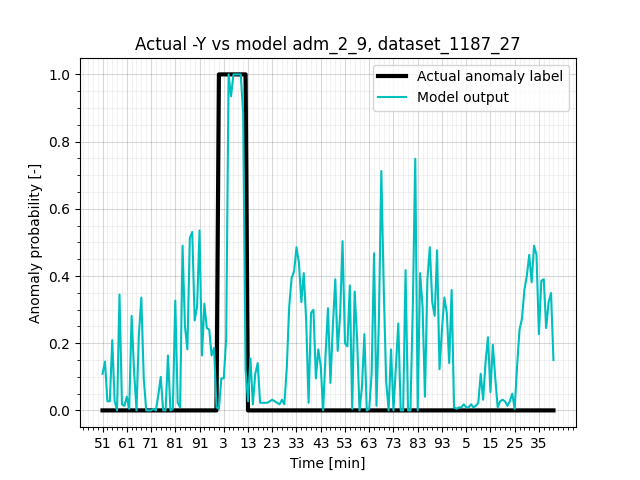 Actual -Y vs model adm_2_9, dataset_1187_27
Actual anomaly label
Model output
Anomaly probability [-]
1.0
0.8
0.6
0.4
0.2
0.0
51 61 71 81 91 3 13 23 33 43 53 63 73 83 93 5 15 25 35
Time [min]